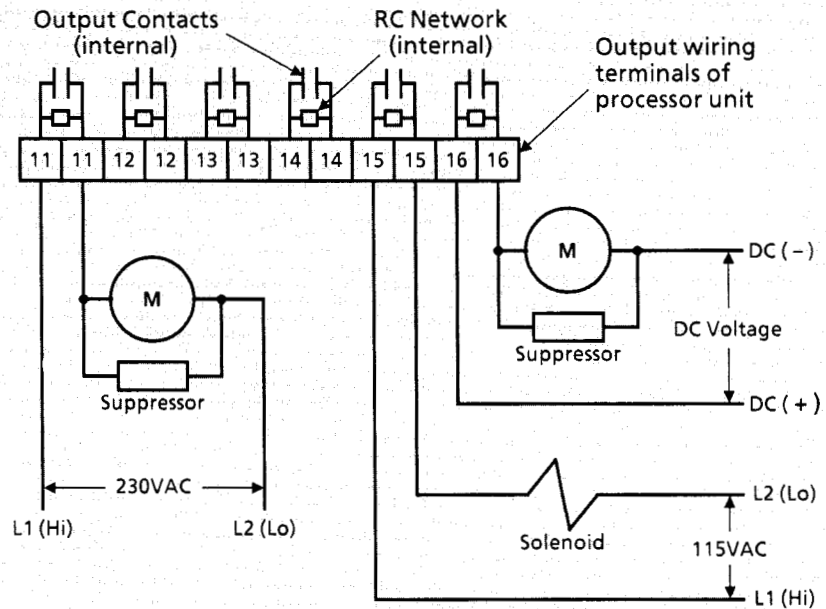 Output Contacts
(internal)
RC Network
(internal)
Output wiring
terminals of
processor unit
11 11 12 12 13 13 14 14 15 15 16 16
M
Suppressor
230VAC
L1 (Hi)
L2 (Lo)
M
Suppressor
DC (-)
DC Voltage
DC (+)
Solenoid
L2 (Lo)
115VAC
L1 (Hi)